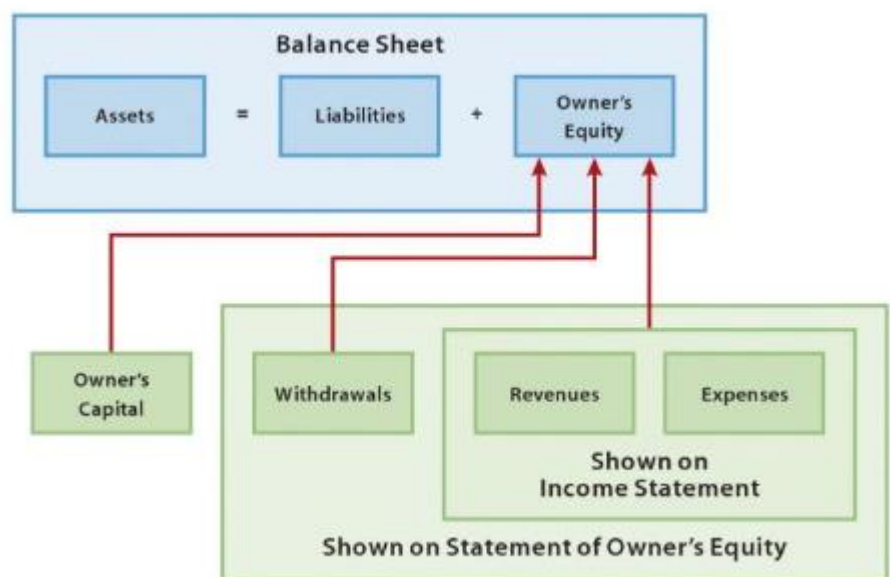 Balance Sheet
Assets = Liabilities + Owner’s
Equity
Owner’s
Capital
Withdrawals
Revenues
Expenses
Shown on
Income Statement
Shown on Statement of Owner’s Equity